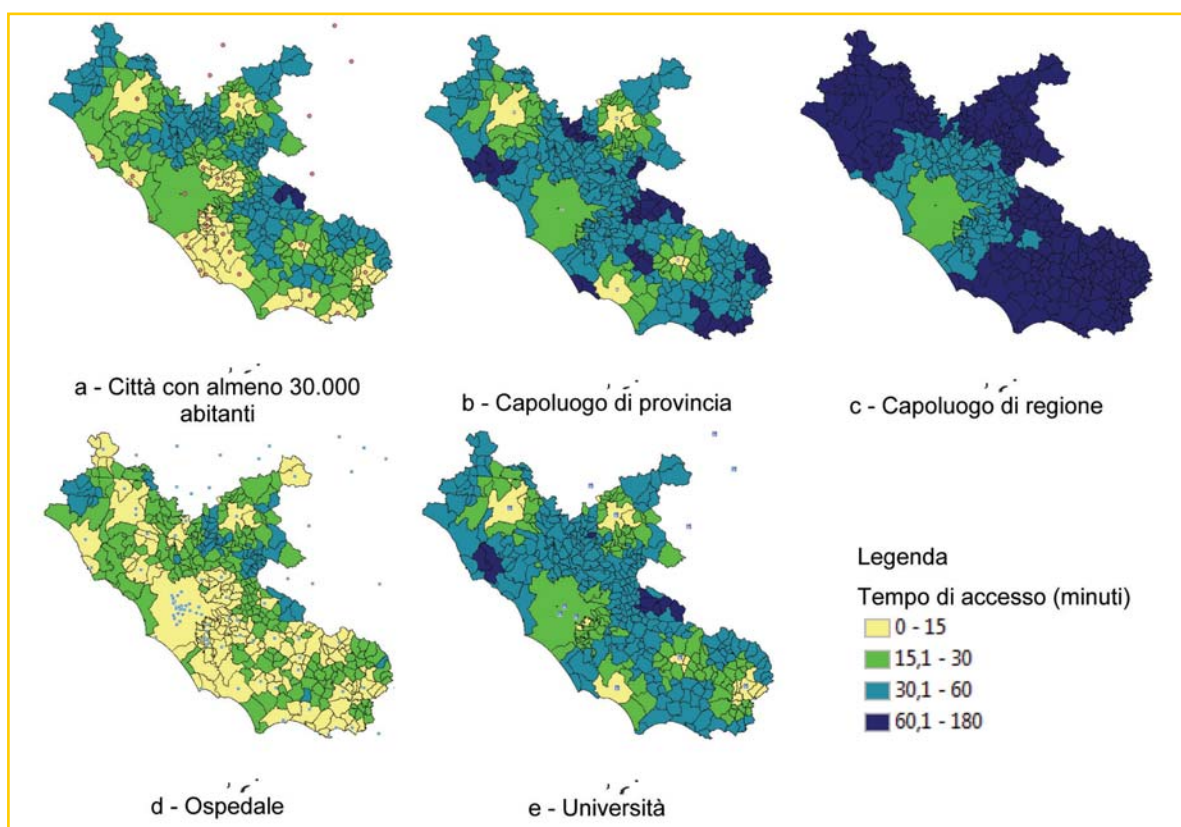 a - Città con almeno 30.000
abitanti
b - Capoluogo di provincia
c - Capoluogo di regione
d - Ospedale
e - Università
Legenda
Tempo di accesso (minuti)
0 - 15
15,1 - 30
30,1 - 60
60,1 - 180